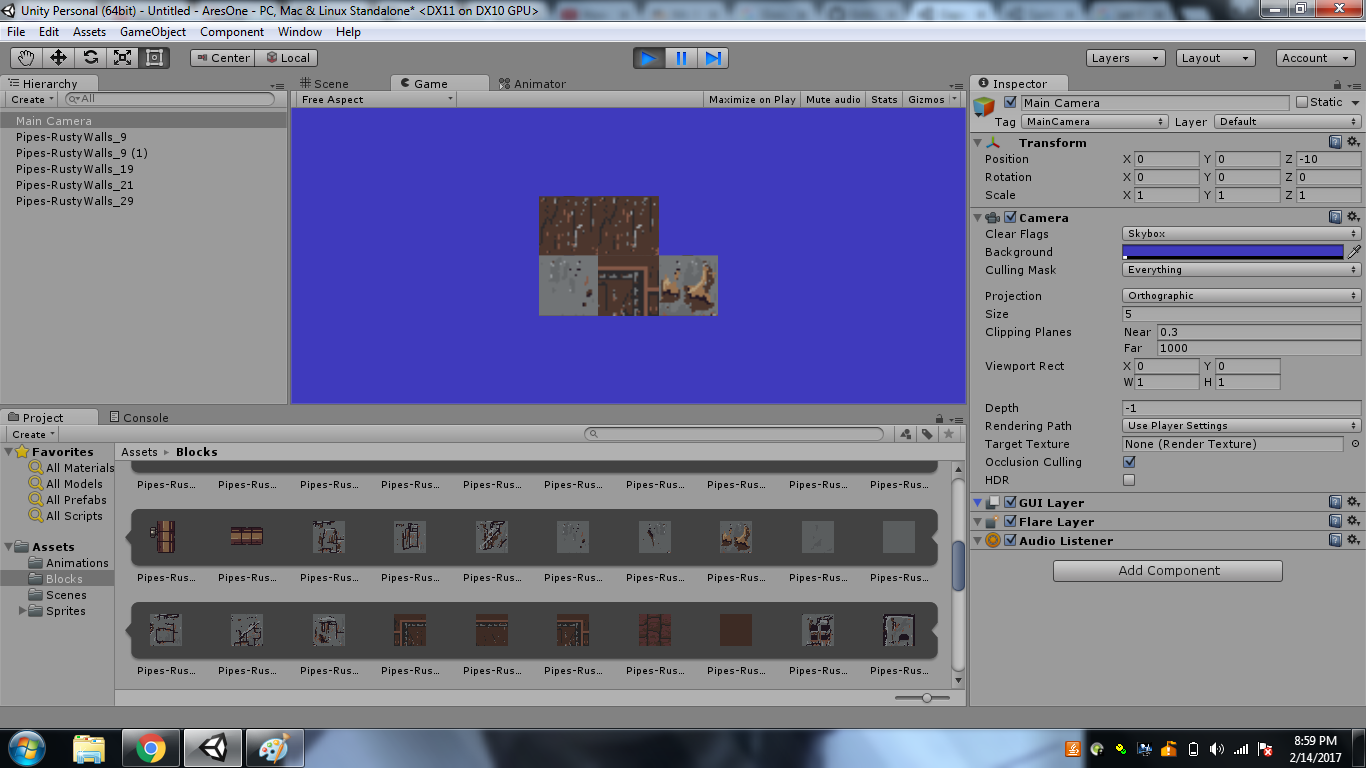 Unity Personal (64bit) - Untitled - AresOne - PC, Mac & Linux Standalone* <DX11 on DX10 GPU>
File Edit Assets GameObject Component Window Help
Center Local Layers Layout Account
Hierarchy
Create All
Main Camera
Pipes-RustyWalls_9
Pipes-RustyWalls_9 (1)
Pipes-RustyWalls_19
Pipes-RustyWalls_21
Pipes-RustyWalls_29
Scene Game Animator
Free Aspect Maximize on Play Mute audio Stats Gizmos
Inspector
Main Camera Static
Tag MainCamera Layer Default
Transform
Position X 0 Y 0 Z -10
Rotation X 0 Y 0 Z 0
Scale X 1 Y 1 Z 1
Camera
Clear Flags Skybox
Background
Culling Mask Everything
Projection Orthographic
Size 5
Clipping Planes Near 0.3
Far 1000
Viewport Rect X 0 Y 0
W 1 H 1
Depth -1
Rendering Path Use Player Settings
Target Texture None (Render Texture)
Occlusion Culling
HDR
GUI Layer
Flare Layer
Audio Listener
Add Component
Project Console
Create
Favorites
All Materials
All Models
All Prefabs
All Scripts
Assets
Animations
Blocks
Scenes
Sprites
Assets Blocks
Pipes-Rus... Pipes-Rus... Pipes-Rus... Pipes-Rus... Pipes-Rus... Pipes-Rus... Pipes-Rus... Pipes-Rus... Pipes-Rus... Pipes-Rus...
Pipes-Rus... Pipes-Rus... Pipes-Rus... Pipes-Rus... Pipes-Rus... Pipes-Rus... Pipes-Rus... Pipes-Rus... Pipes-Rus... Pipes-Rus...
Pipes-Rus... Pipes-Rus... Pipes-Rus... Pipes-Rus... Pipes-Rus... Pipes-Rus... Pipes-Rus... Pipes-Rus... Pipes-Rus... Pipes-Rus...
8:59 PM
2/14/2017